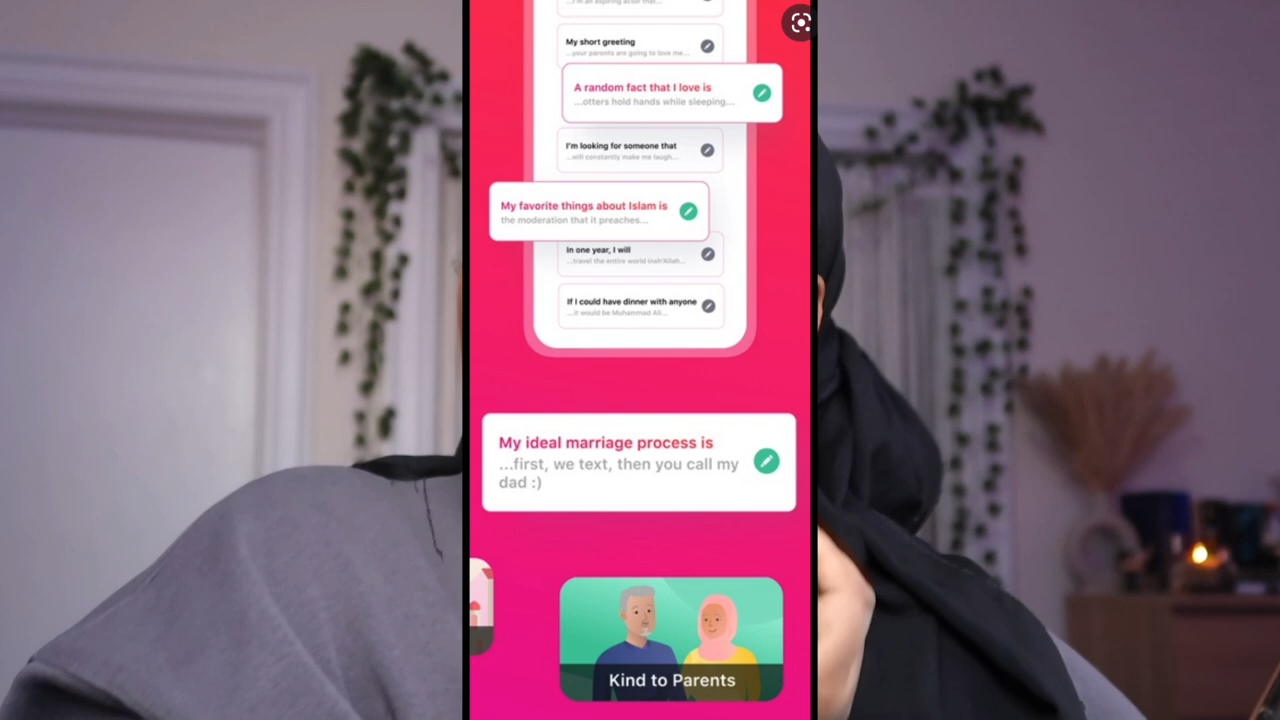 ...I'm an aspiring actor that...
My short greeting
...your parents are going to love me...
A random fact that I love is
...otters hold hands while sleeping...
I'm looking for someone that
...will constantly make me laugh...
My favorite things about Islam is
the moderation that it preaches...
In one year, I will
...travel the entire world insh'Allah...
If I could have dinner with anyone
...it would be Muhammad Ali...
My ideal marriage process is
...first, we text, then you call my
dad :)
Kind to Parents